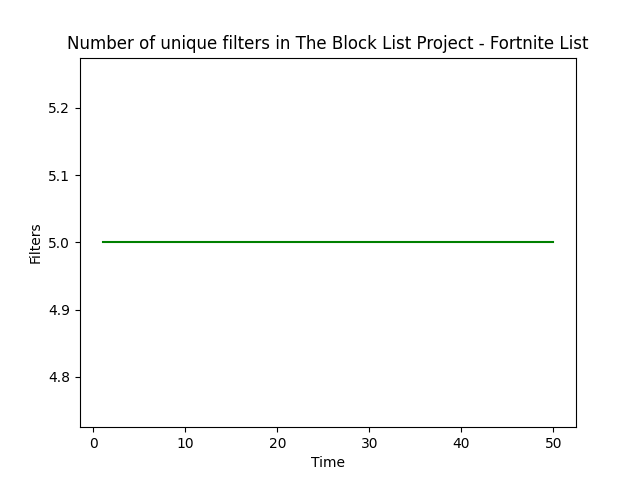 Number of unique filters in The Block List Project - Fortnite List
5.2
5.1
5.0
4.9
4.8
Filters
0 10 20 30 40 50
Time